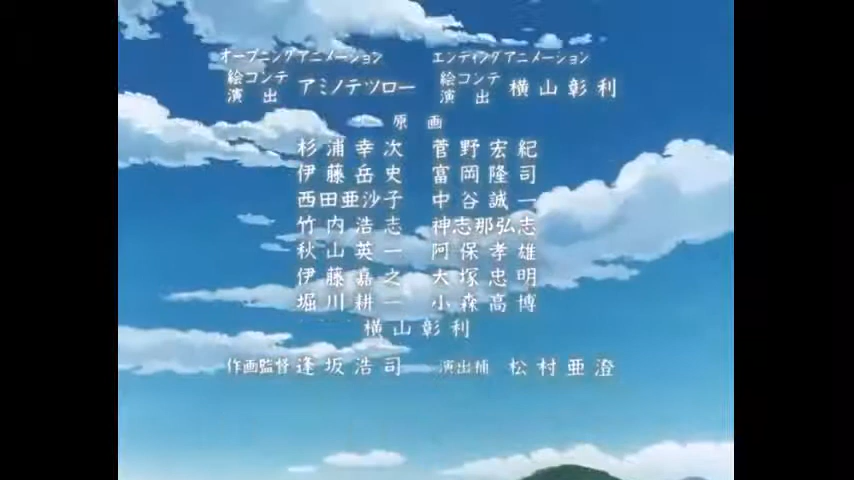 オープニングアニメーション エンディングアニメーション
絵コンテ 演出 アミノテツロー 絵コンテ 演出 横山彰利
原画
杉浦幸次 菅野宏紀
伊藤岳史 富岡隆司
西田亜沙子 中谷誠一
竹内浩志 神志那弘志
秋山英一 阿保孝雄
伊藤嘉之 大塚忠明
堀川耕一 小森高博
横山彰利
作画監督 逢坂浩司 演出補 松村亜澄